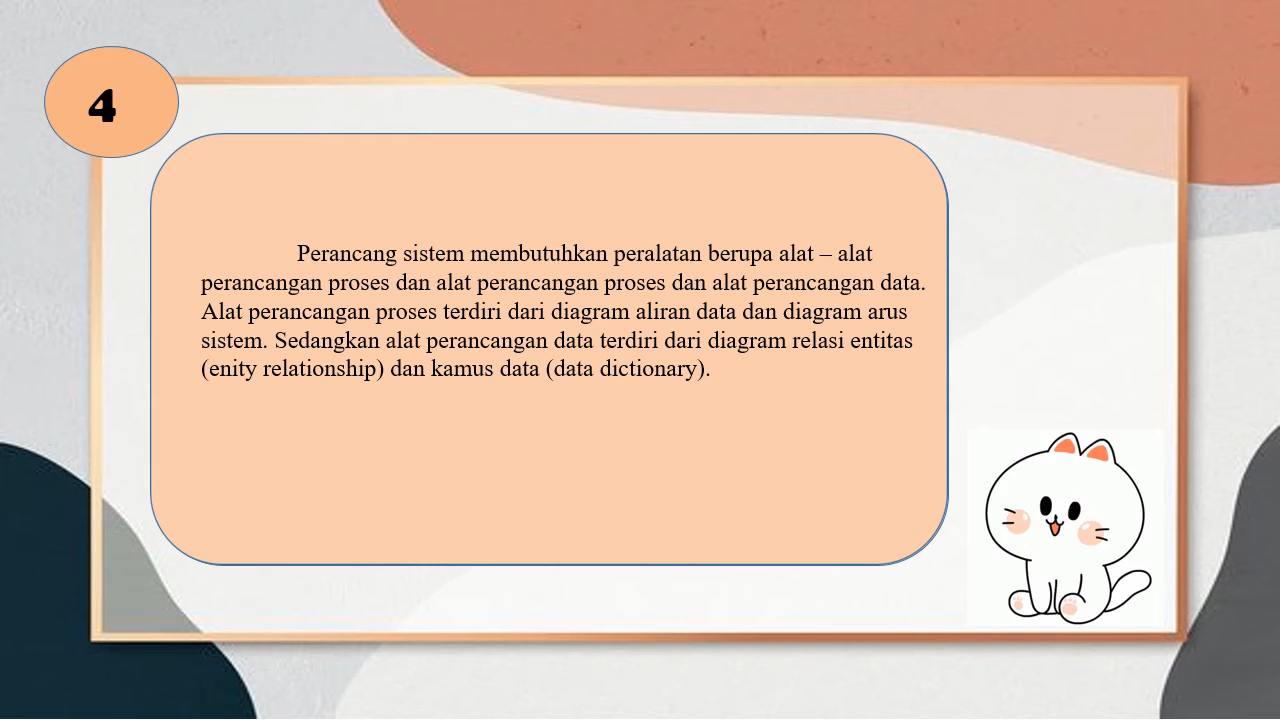 4
Perancang sistem membutuhkan peralatan berupa alat – alat
perancangan proses dan alat perancangan proses dan alat perancangan data.
Alat perancangan proses terdiri dari diagram aliran data dan diagram arus
sistem. Sedangkan alat perancangan data terdiri dari diagram relasi entitas
(enity relationship) dan kamus data (data dictionary).